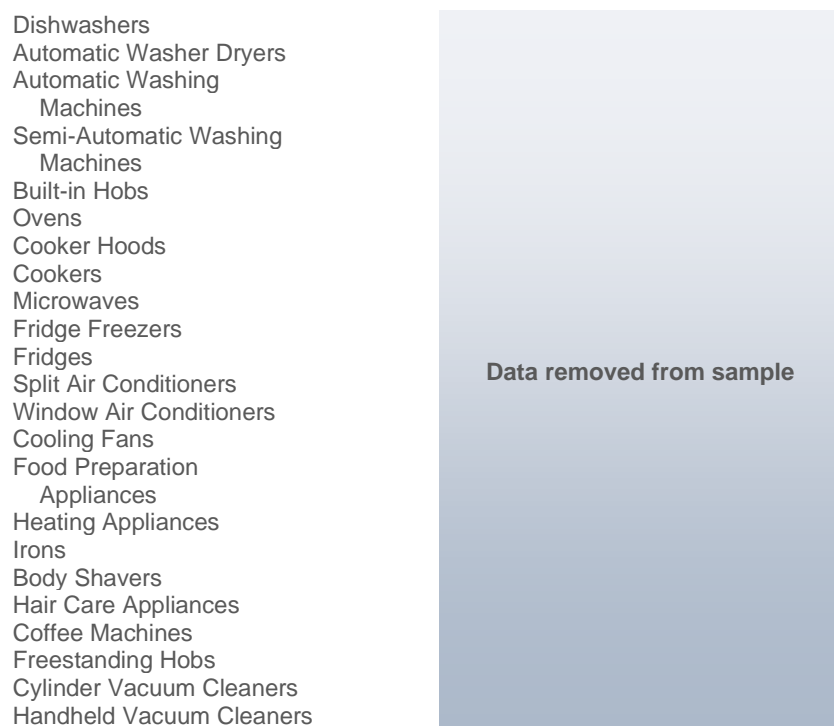 Dishwashers
Automatic Washer Dryers
Automatic Washing
Machines
Semi-Automatic Washing
Machines
Built-in Hobs
Ovens
Cooker Hoods
Cookers
Microwaves
Fridge Freezers
Fridges
Split Air Conditioners
Window Air Conditioners
Cooling Fans
Food Preparation
Appliances
Heating Appliances
Irons
Body Shavers
Hair Care Appliances
Coffee Machines
Freestanding Hobs
Cylinder Vacuum Cleaners
Handheld Vacuum Cleaners
Data removed from sample